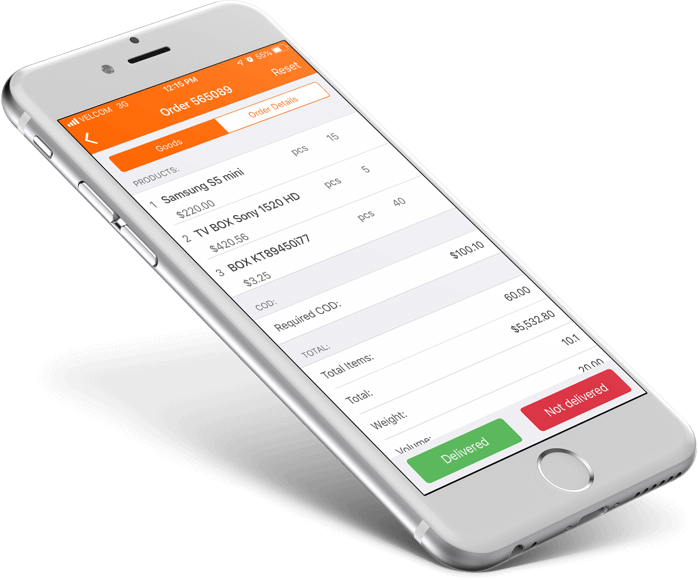 VELCOM 3G 12:15 PM 55%
Order 565089 Reset
Goods Order Details
PRODUCTS:
1 Samsung S5 mini pcs 15
$220.00
2 TV BOX Sony 1520 HD pcs 5
$420.56
3 BOX KT89450i77 pcs 40
$3.25
COD:
Required COD: $100.10
TOTAL:
Total Items: 60.00
Total: $5,532.80
Weight: 10.1
Volume: 20.00
Delivered Not delivered